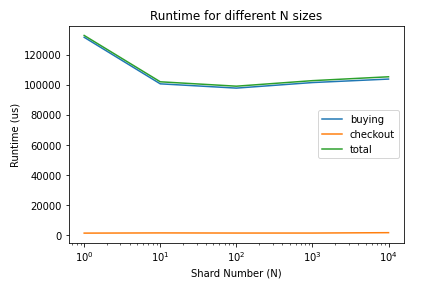 Runtime for different N sizes
Runtime (us)
120000
100000
80000
60000
40000
20000
0
buying
checkout
total
10^0
10^1
10^2
10^3
10^4
Shard Number (N)